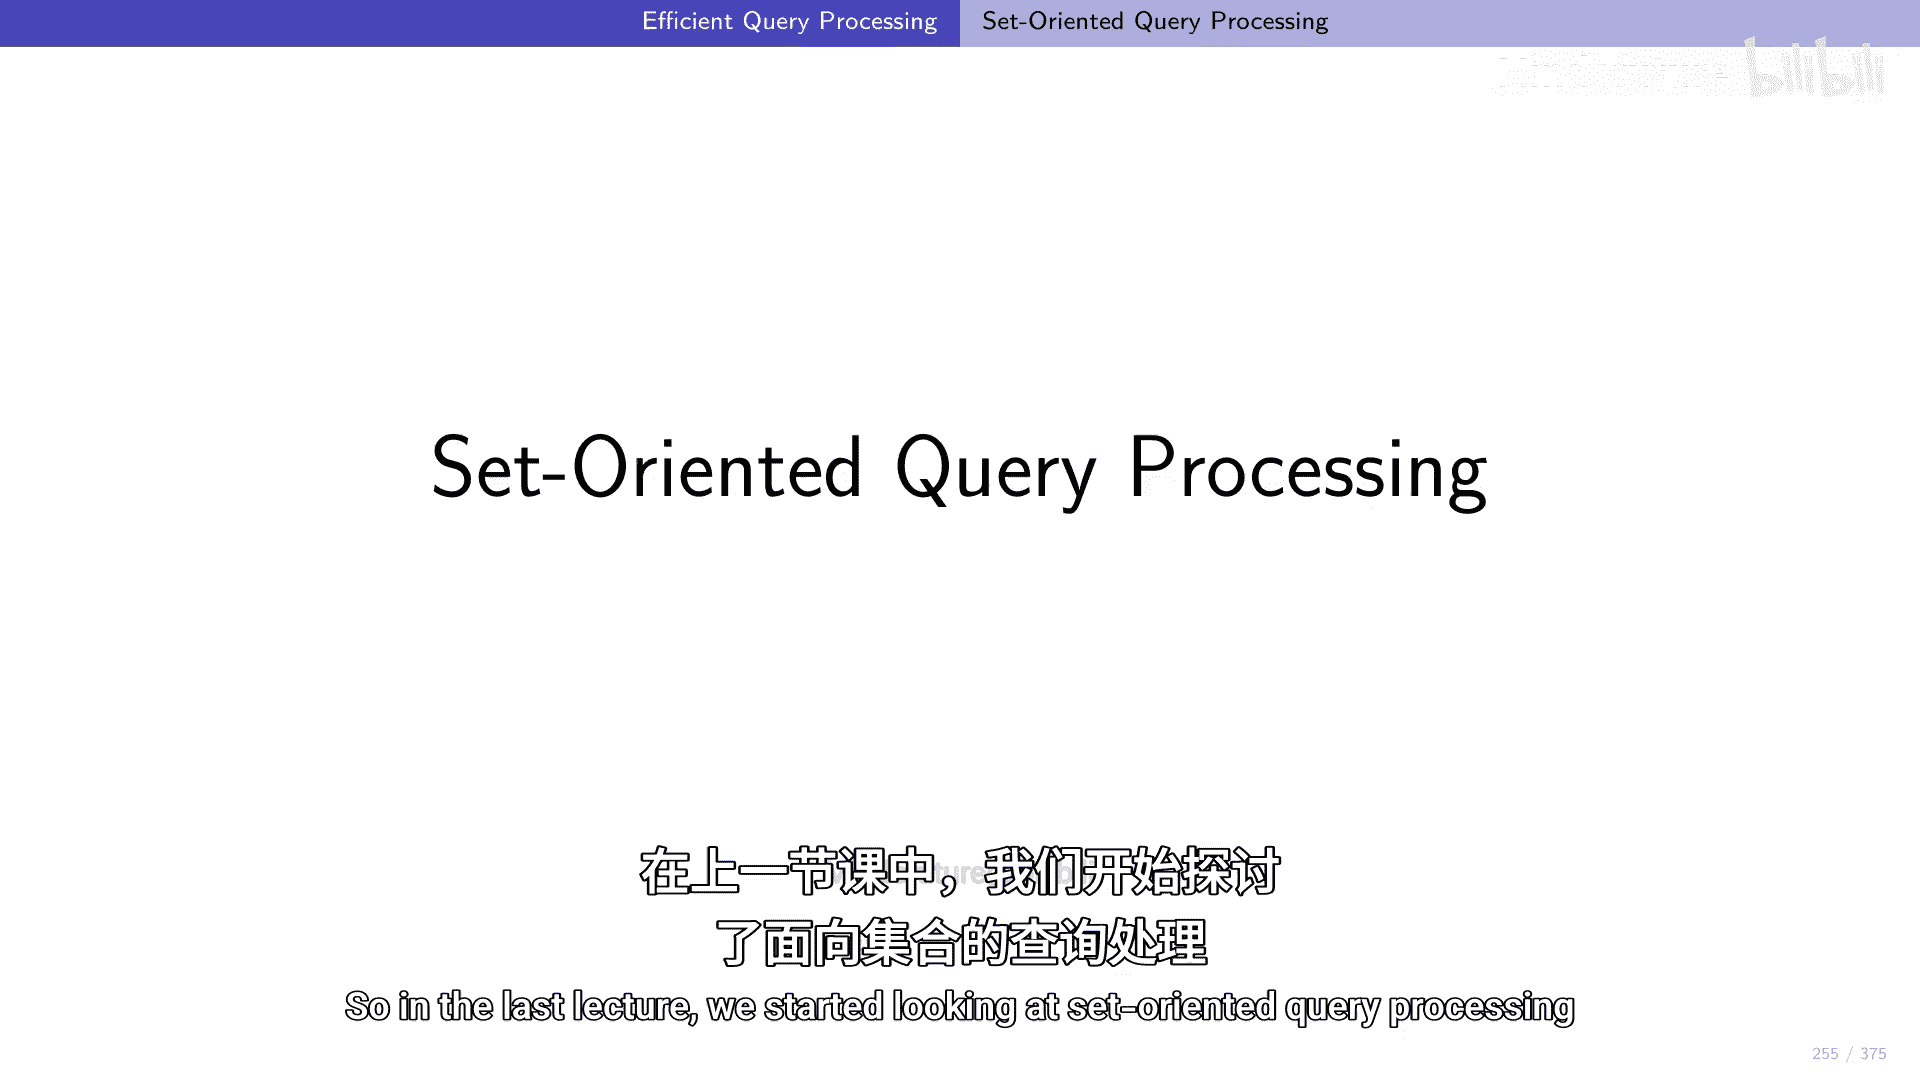 Efficient Query Processing
Set-Oriented Query Processing
bilibili
Set-Oriented Query Processing
在上一节课中，我们开始探讨
了面向集合的查询处理
So in the last lecture, we started looking at set-oriented query processing
255 / 375